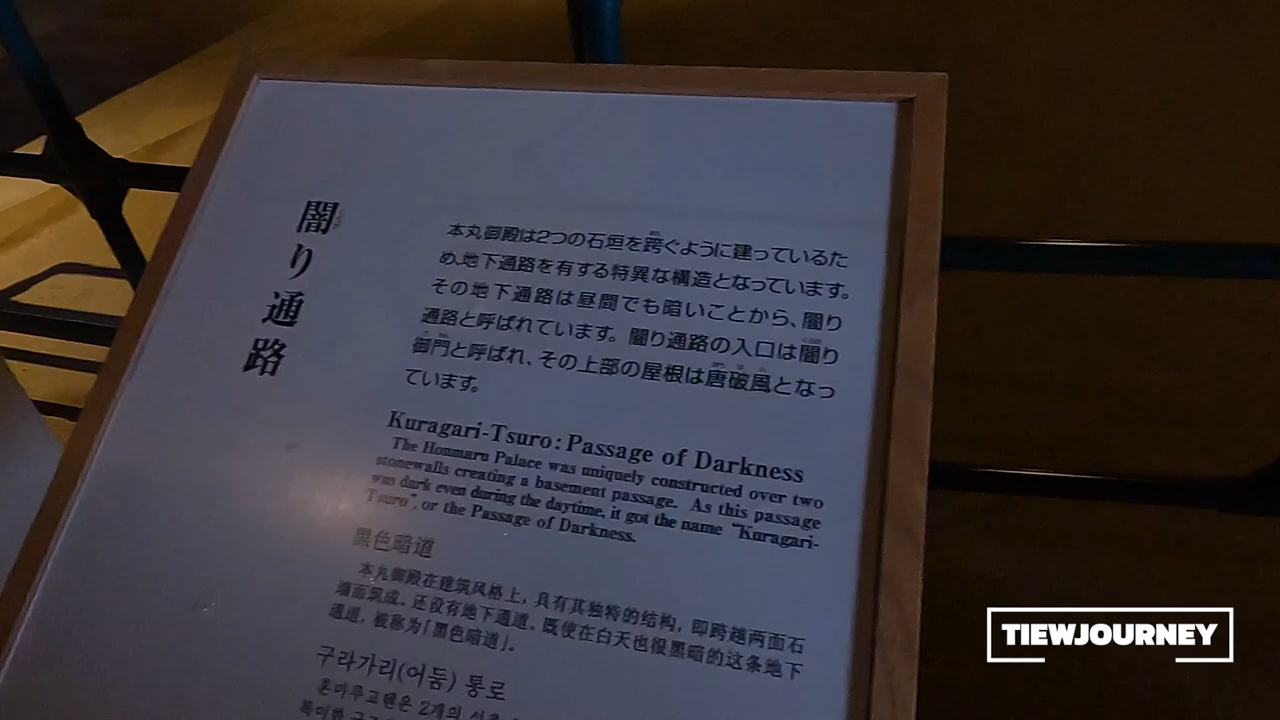 闇り通路
本丸御殿は2つの石垣を跨ぐように建っているた
め、地下通路を有する特異な構造となっています。
その地下通路は昼間でも暗いことから、闇り
通路と呼ばれています。闇り通路の入口は闇り
御門と呼ばれ、その上部の屋根は唐破風となっ
ています。
Kuragari-Tsuro : Passage of Darkness
The Honmaru Palace was uniquely constructed over two
stonewalls creating a basement passage. As this passage
was dark even during the daytime, it got the name "Kuragari-
Tsuro", or the Passage of Darkness.
黑色暗道
本丸御殿在建筑风格上，具有其独特的结构，即跨越两面石
墙面筑成。还设有地下通道。既使在白天也很黑暗的这条地下
通道，被称为「黑色暗道」。
구라가리(어둠) 통로
혼마루고텐은 2개의
TIEWJOURNEY